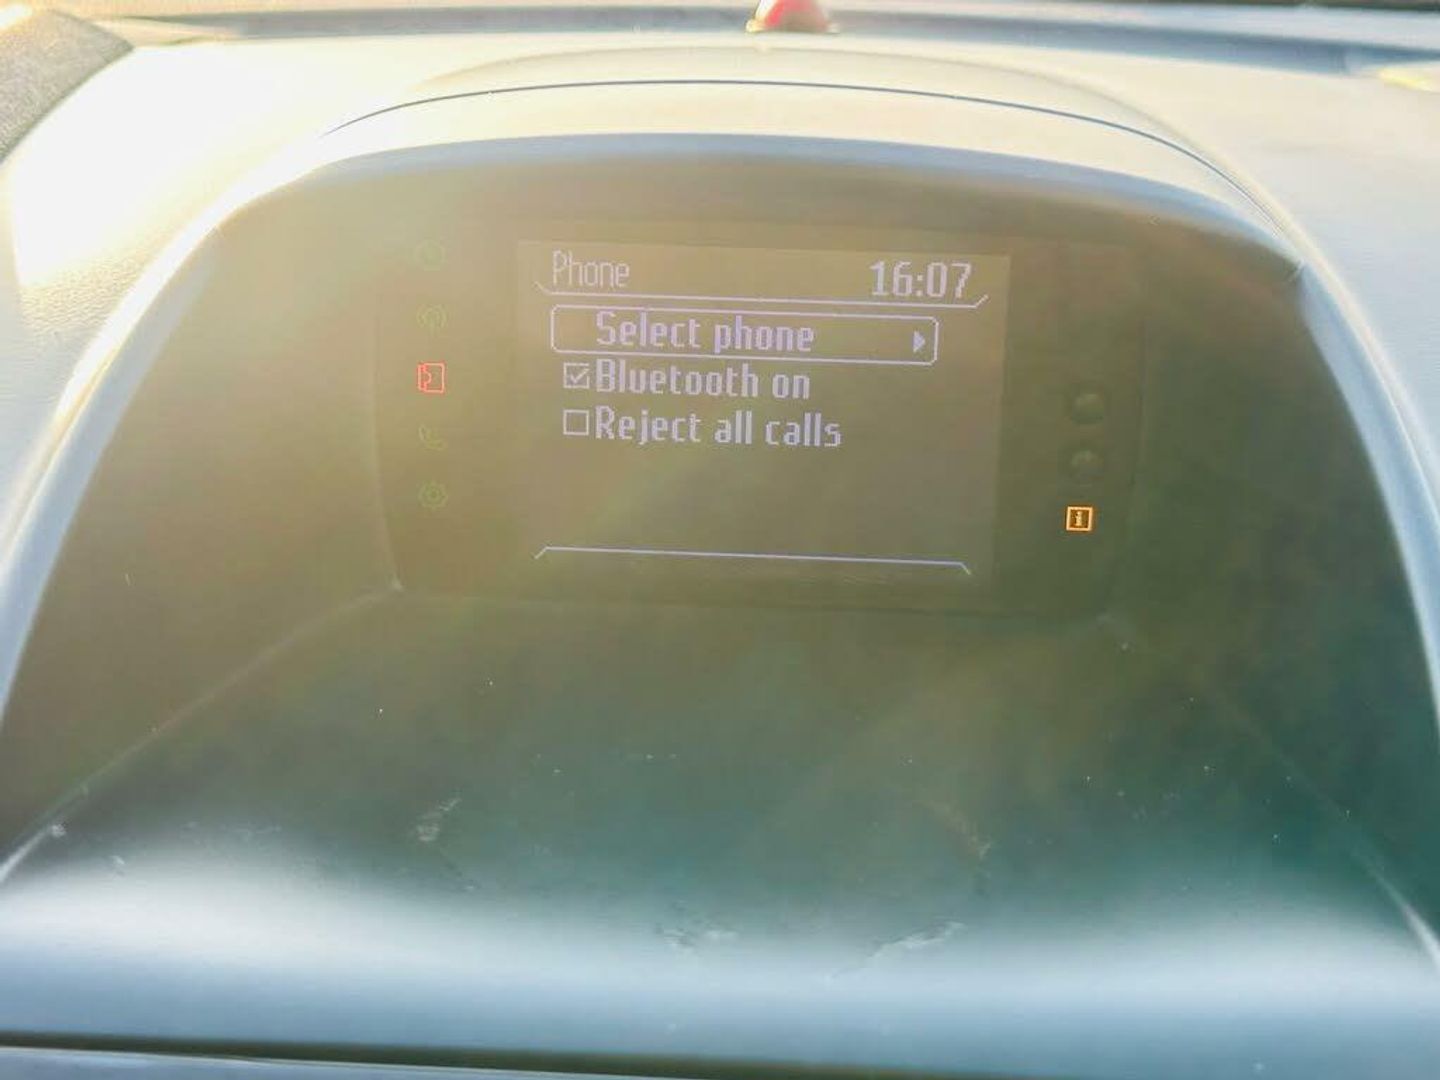 Phone 16:07
Select phone
Bluetooth on
Reject all calls
i